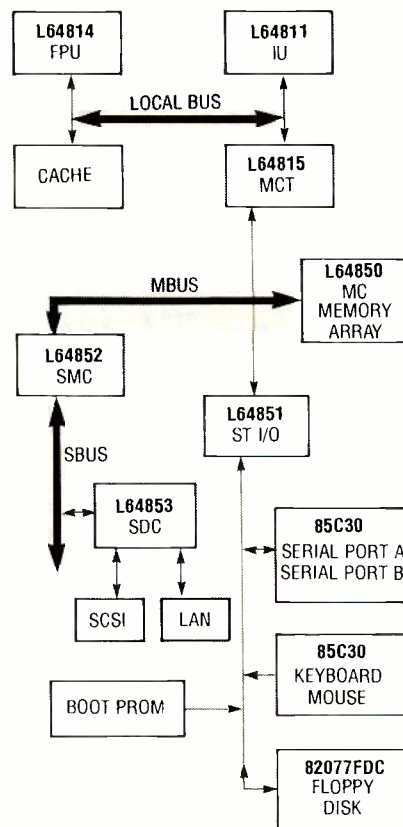 L64814
FPU
L64811
IU
LOCAL BUS
CACHE
L64815
MCT
MBUS
L64850
MC
MEMORY
ARRAY
L64852
SMC
L64851
ST I/O
SBUS
L64853
SDC
85C30
SERIAL PORT A
SERIAL PORT B
SCSI
LAN
85C30
KEYBOARD
MOUSE
BOOT PROM
82077FDC
FLOPPY
DISK